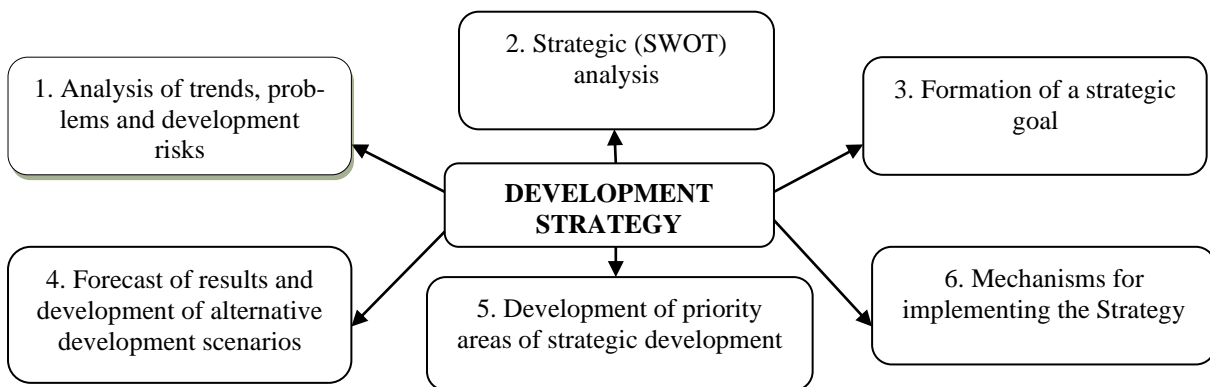 1. Analysis of trends, prob-
lems and development
risks
2. Strategic (SWOT)
analysis
3. Formation of a strategic
goal
DEVELOPMENT
STRATEGY
4. Forecast of results and
development of alternative
development scenarios
5. Development of priority
areas of strategic development
6. Mechanisms for
implementing the Strategy